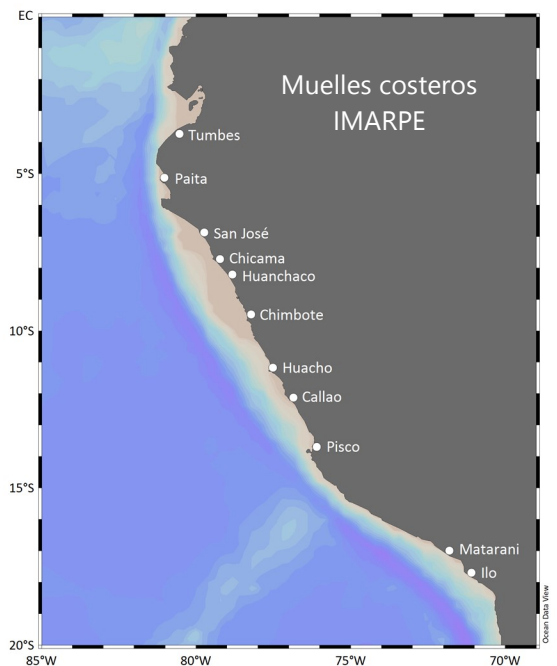 EC
Muelles costeros
IMARPE
Tumbes
5°S
Paita
San José
Chicama
Huanchaco
Chimbote
10°S
Huacho
Callao
Pisco
15°S
Matarani
Ilo
Ocean Data View
20°S
85°W
80°W
75°W
70°W